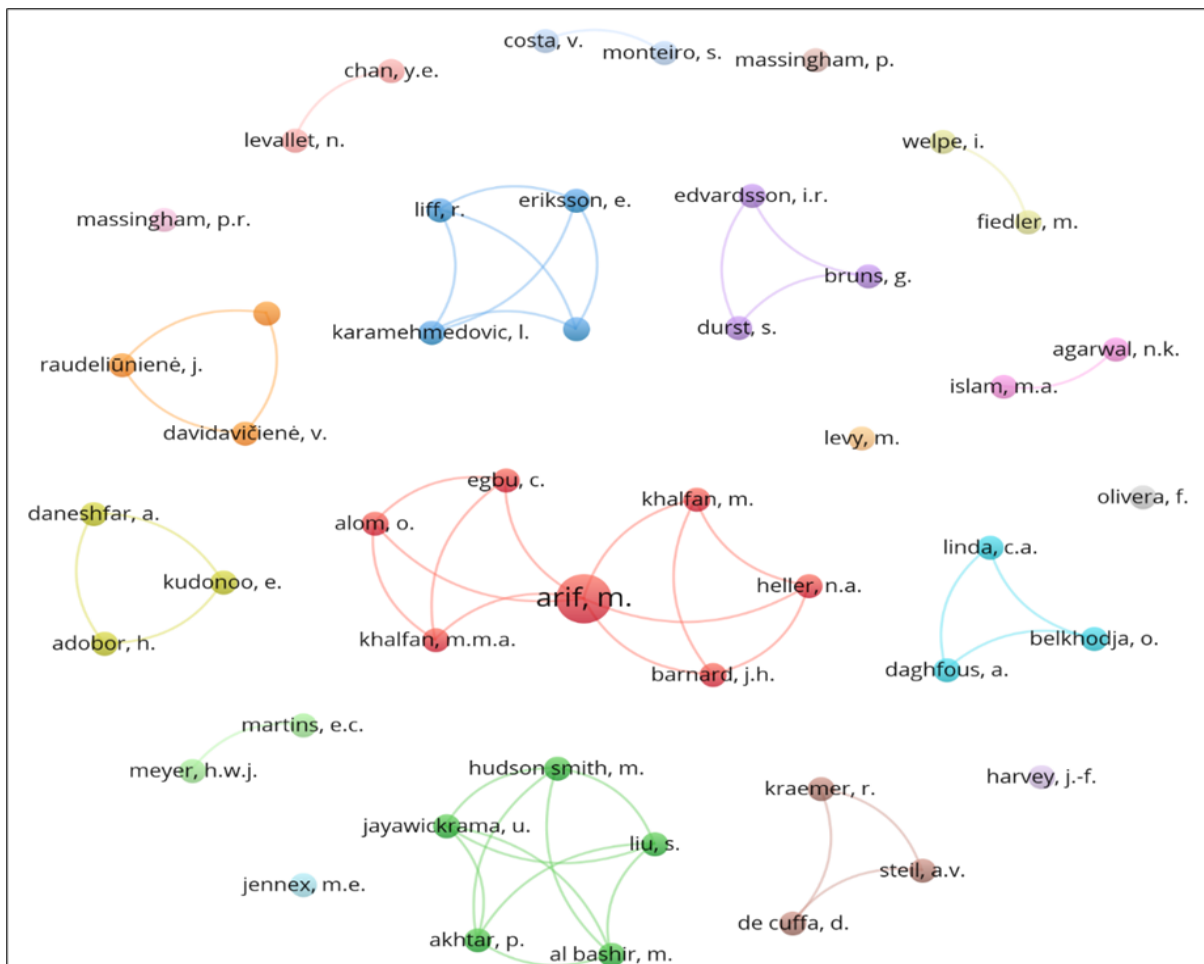 costa, v.
monteiro, s.
massingham, p.
chan, y.e.
levallet, n.
welpe, i.
fiedler, m.
massingham, p.r.
liff, r.
eriksson, e.
karamehmedovic, l.
edvardsson, i.r.
bruns, g.
durst, s.
raudeliūnienė, j.
davidavičienė, v.
agarwal, n.k.
islam, m.a.
levy, m.
olivera, f.
daneshfar, a.
kudonoo, e.
adobor, h.
egbu, c.
alom, o.
khalfan, m.m.a.
arif, m.
khalfan, m.
heller, n.a.
barnard, j.h.
linda, c.a.
belkhodja, o.
daghfous, a.
martins, e.c.
meyer, h.w.j.
jennex, m.e.
hudson smith, m.
jayawickrama, u.
liu, s.
akhtar, p.
al bashir, m.
kraemer, r.
steil, a.v.
de cuffa, d.
harvey, j.-f.